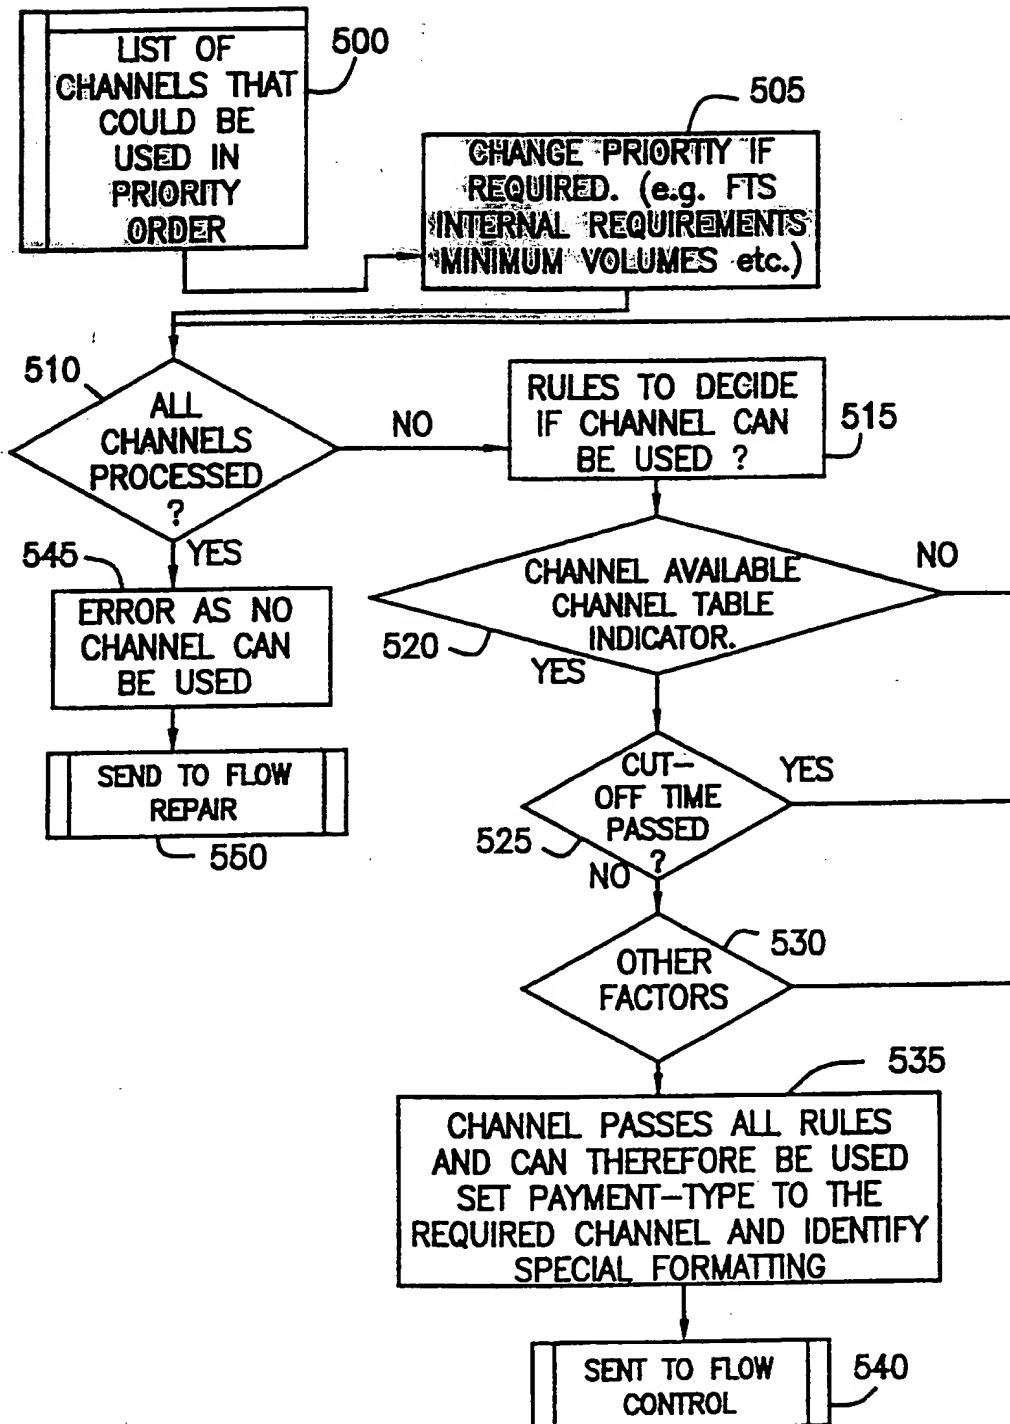 LIST OF
CHANNELS THAT
COULD BE
USED IN
PRIORITY
ORDER
500
505
CHANGE PRIORTIY IF
REQUIRED. (e.g. FTS
INTERNAL REQUIREMENTS
MINIMUM VOLUMES etc.)
510
ALL
CHANNELS
PROCESSED
?
NO
RULES TO DECIDE
IF CHANNEL CAN
BE USED ?
515
YES
545
ERROR AS NO
CHANNEL CAN
BE USED
SEND TO FLOW
REPAIR
550
CHANNEL AVAILABLE
CHANNEL TABLE
INDICATOR.
NO
520
YES
CUT-
OFF TIME
PASSED
?
YES
525
NO
530
OTHER
FACTORS
535
CHANNEL PASSES ALL RULES
AND CAN THEREFORE BE USED
SET PAYMENT-TYPE TO THE
REQUIRED CHANNEL AND IDENTIFY
SPECIAL FORMATTING
SENT TO FLOW
CONTROL
540